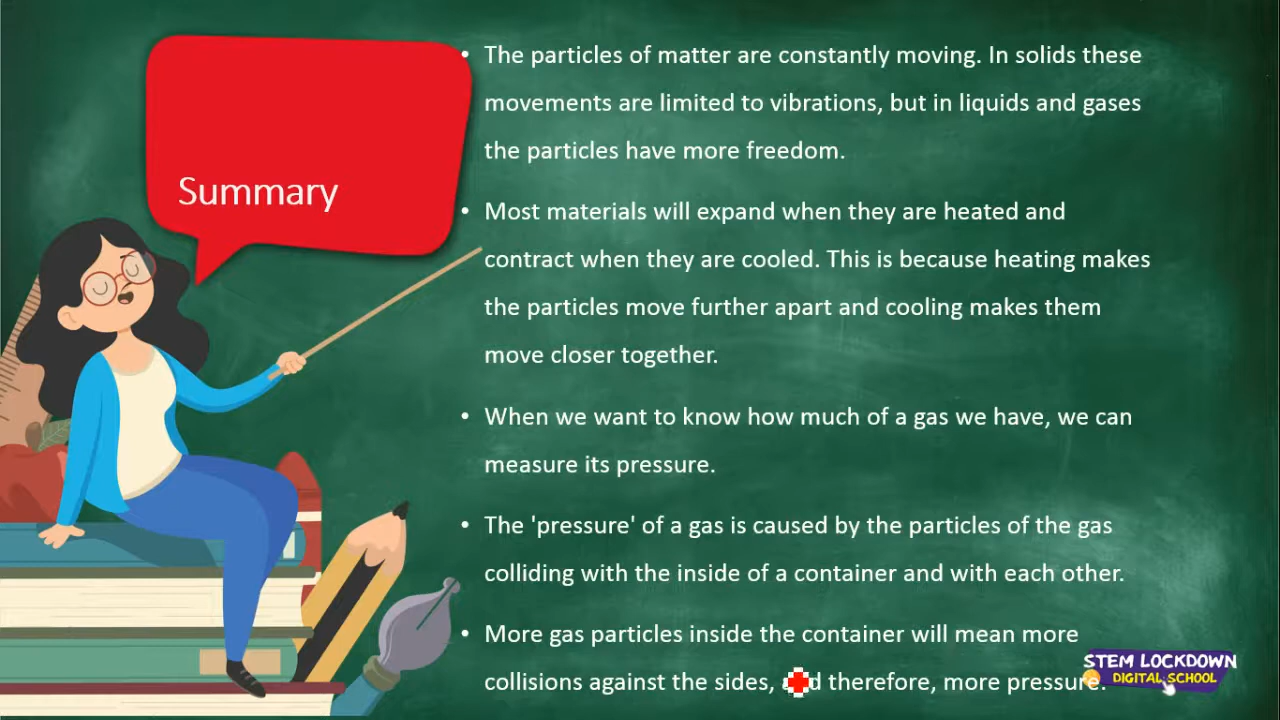 Summary
• The particles of matter are constantly moving. In solids these
movements are limited to vibrations, but in liquids and gases
the particles have more freedom.
• Most materials will expand when they are heated and
contract when they are cooled. This is because heating makes
the particles move further apart and cooling makes them
move closer together.
• When we want to know how much of a gas we have, we can
measure its pressure.
• The 'pressure' of a gas is caused by the particles of the gas
colliding with the inside of a container and with each other.
• More gas particles inside the container will mean more
collisions against the sides, and therefore, more pressure.
STEM LOCKDOWN
DIGITAL SCHOOL